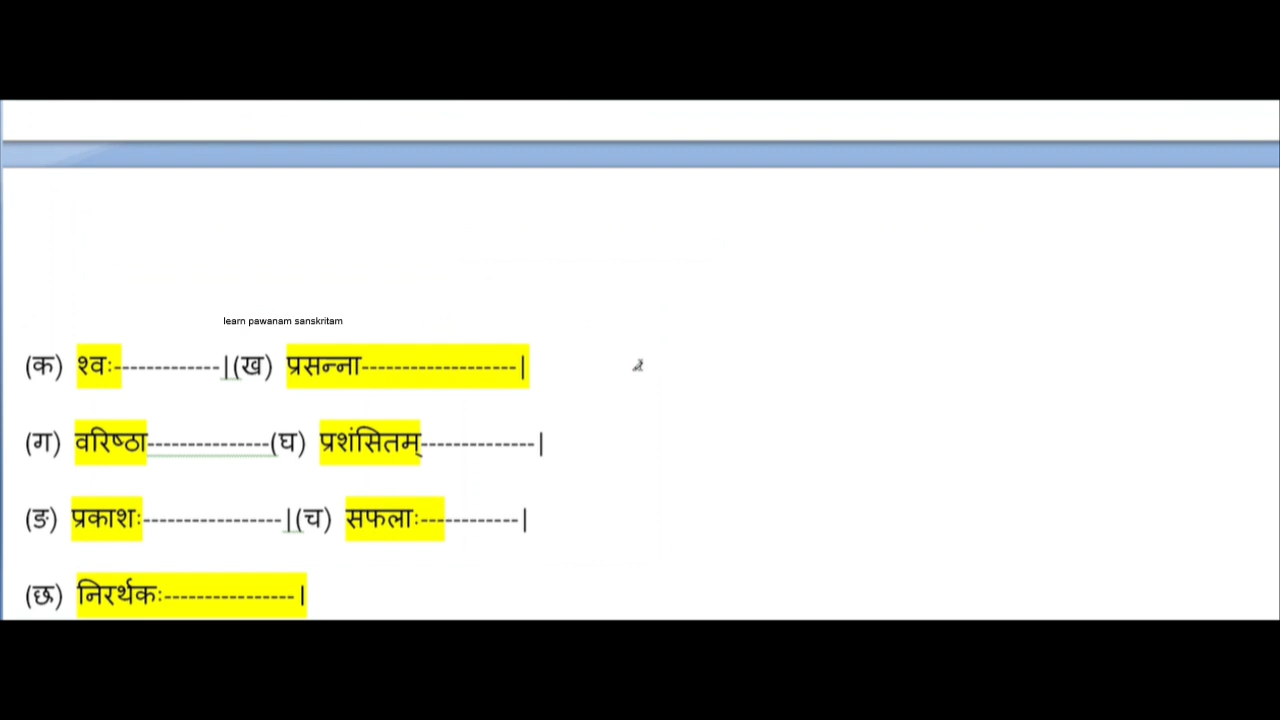 learn pawanam sanskritam
(क) श्वः-------------|(ख) प्रसन्ना-------------------|
(ग) वरिष्ठा---------------(घ) प्रशंसितम्--------------|
(ङ) प्रकाशः-----------------|(च) सफलाः------------|
(छ) निरर्थकः----------------|